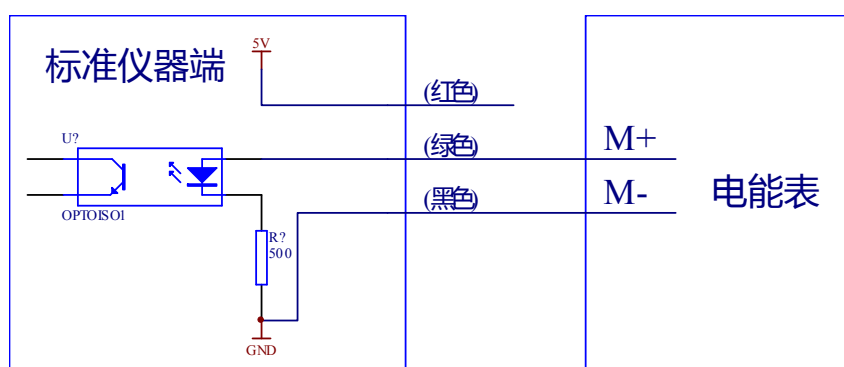 标准仪器端
5V
(红色)
U?
(绿色)
M+
OPTOISO1
(黑色)
M-
电能表
R?
500
GND